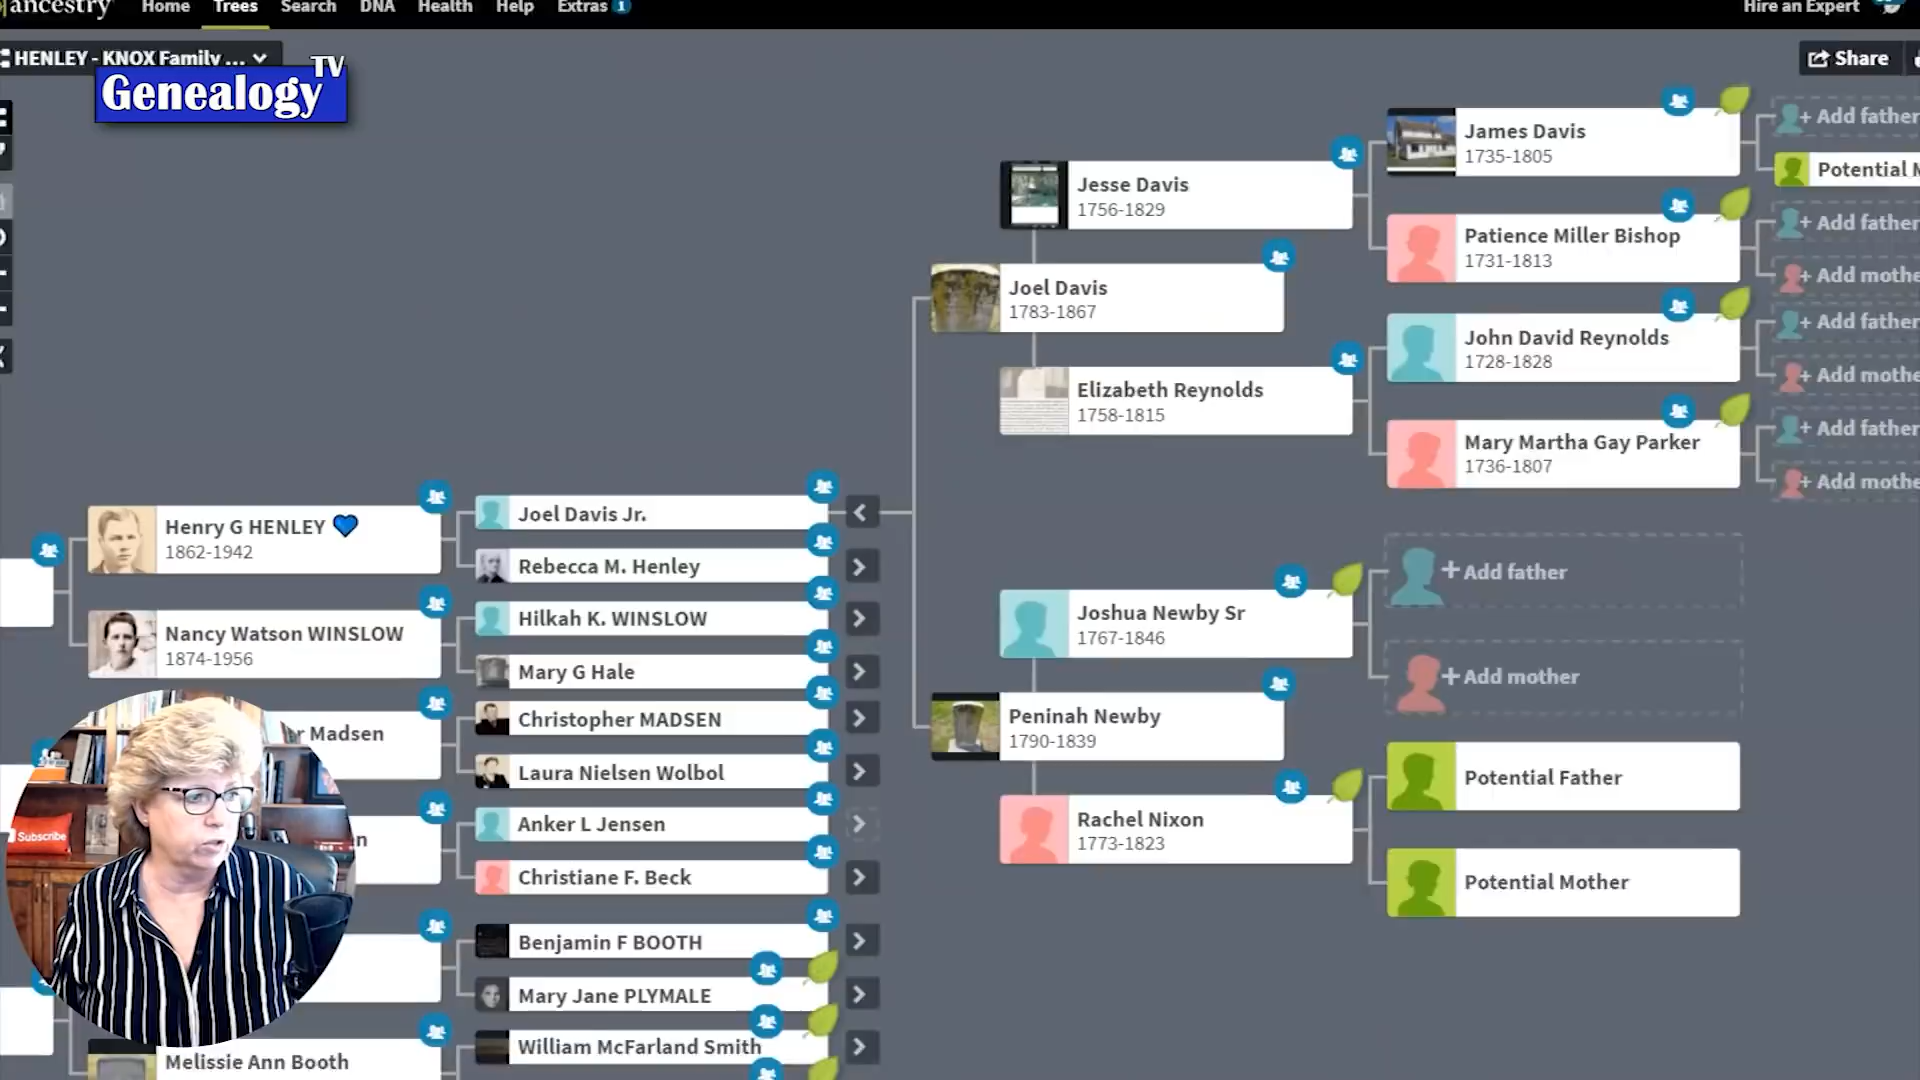 ancestry
Home
Trees
Search
DNA
Health
Help
Extras 1
Hire an Expert
HENLEY - KNOX Family ...
Share
Genealogy TV
James Davis
1735-1805
Add father
Potential M
Jesse Davis
1756-1829
Patience Miller Bishop
1731-1813
Add father
Add mothe
Joel Davis
1783-1867
John David Reynolds
1728-1828
Add father
Add mothe
Elizabeth Reynolds
1758-1815
Mary Martha Gay Parker
1736-1807
Add father
Add mothe
Henry G HENLEY
1862-1942
Joel Davis Jr.
Rebecca M. Henley
Nancy Watson WINSLOW
1874-1956
Hilkah K. WINSLOW
Mary G Hale
Joshua Newby Sr
1767-1846
+ Add father
+ Add mother
r Madsen
Christopher MADSEN
Laura Nielsen Wolbol
Peninah Newby
1790-1839
Potential Father
Subscribe
n
Anker L Jensen
Christiane F. Beck
Rachel Nixon
1773-1823
Potential Mother
Benjamin F BOOTH
Mary Jane PLYMALE
Melissie Ann Booth
William McFarland Smith